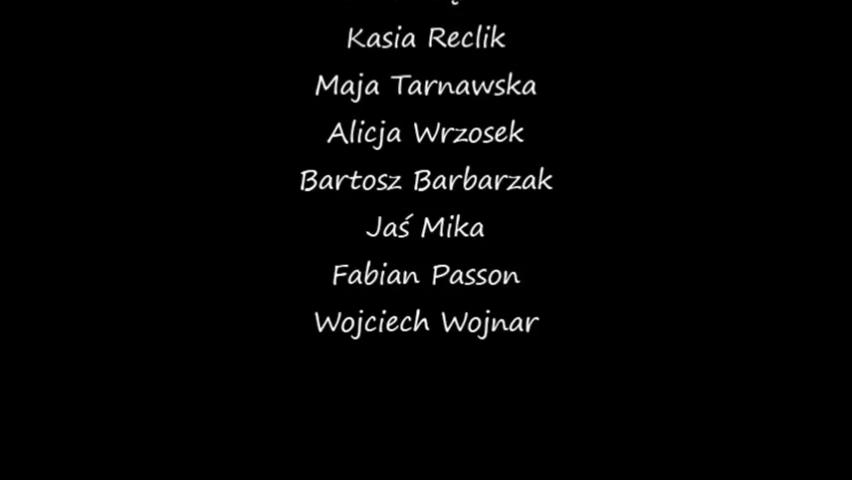 Kasia Reclik
Maja Tarnawska
Alicja Wrzosek
Bartosz Barbarzak
Jaś Mika
Fabian Passon
Wojciech Wojnar